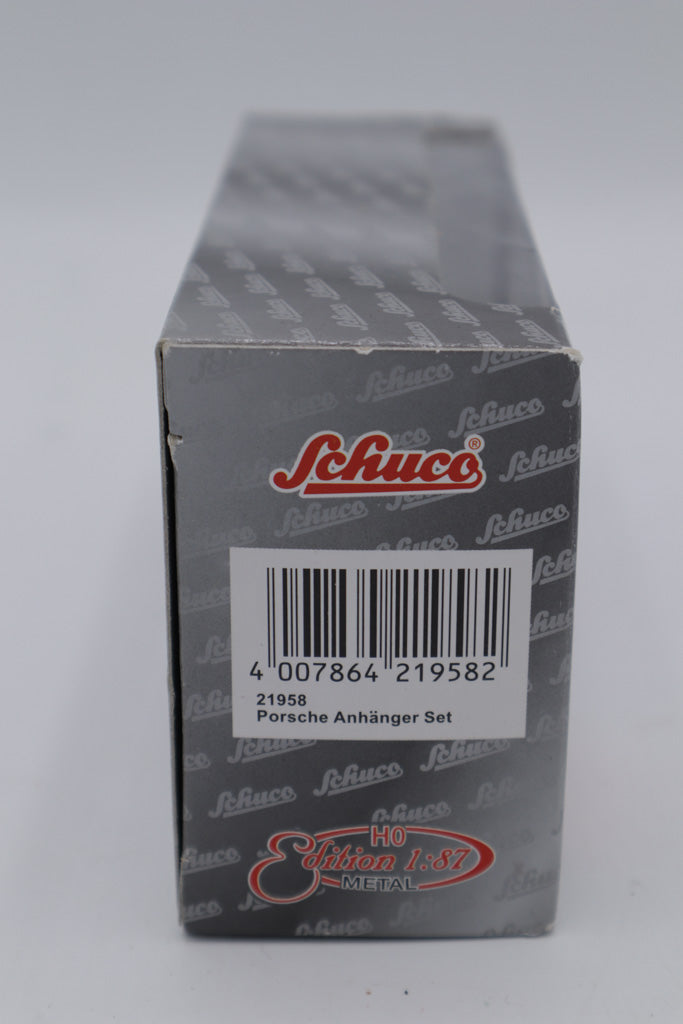 Schuco®
4 007864 219582
21958
Porsche Anhänger Set
H0
Edition 1:87
METAL